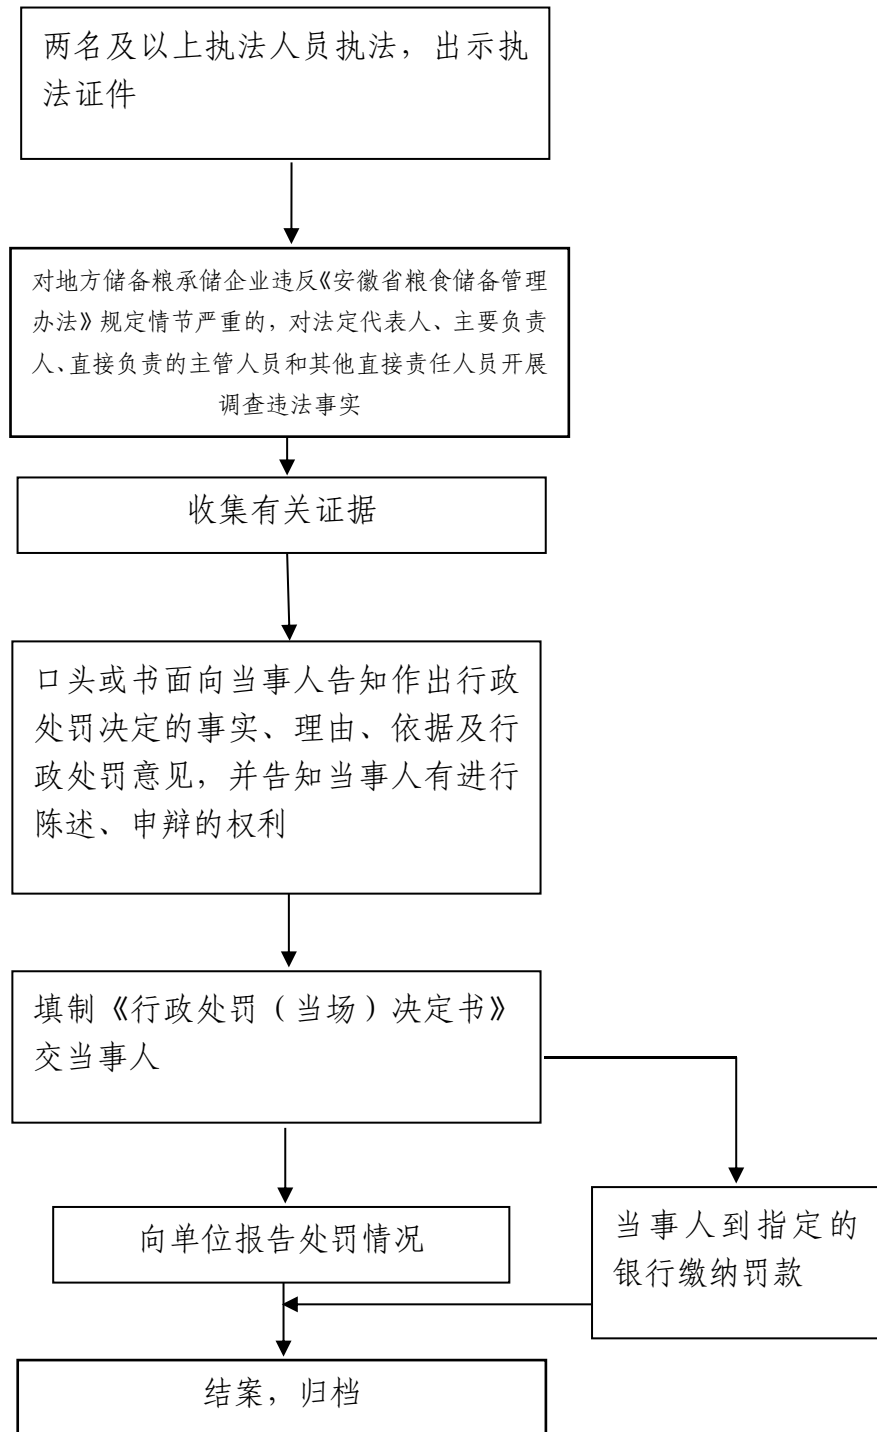 两名及以上执法人员执法，出示执
法证件
对地方储备粮承储企业违反《安徽省粮食储备管理
办法》规定情节严重的，对法定代表人、主要负责
人、直接负责的主管人员和其他直接责任人员开展
调查违法事实
收集有关证据
口头或书面向当事人告知作出行政
处罚决定的事实、理由、依据及行
政处罚意见，并告知当事人有进行
陈述、申辩的权利
填制《行政处罚（当场）决定书》
交当事人
向单位报告处罚情况
当事人到指定的
银行缴纳罚款
结案，归档